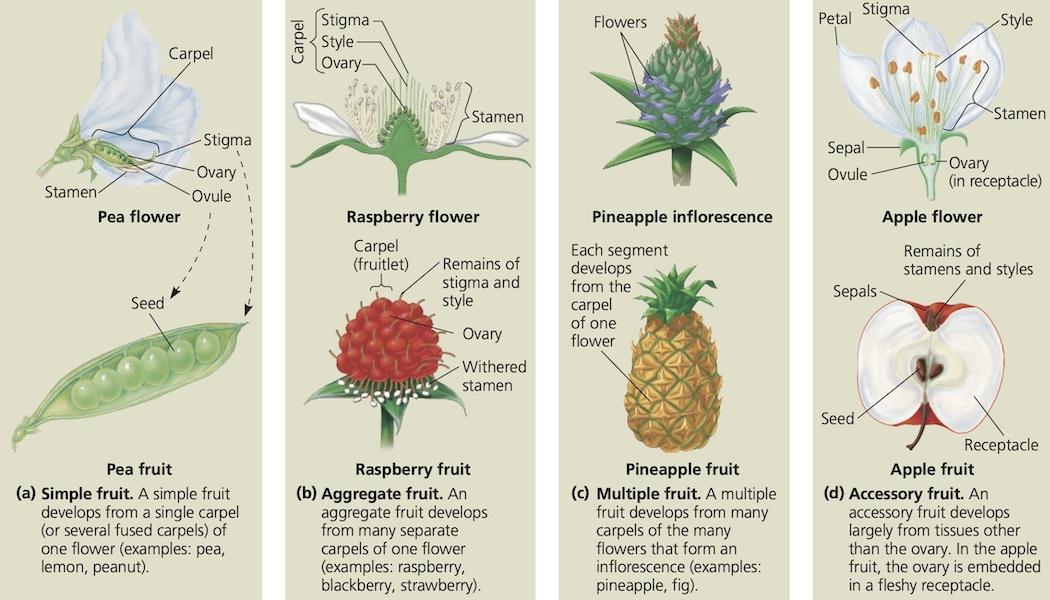 Carpel
Stigma
Ovary
Ovule
Stamen
Pea flower
Seed
Pea fruit
(a) Simple fruit. A simple fruit
develops from a single carpel
(or several fused carpels) of
one flower (examples: pea,
lemon, peanut).
Carpel
Stigma
Style
Ovary
Stamen
Raspberry flower
Carpel
(fruitlet)
Remains of
stigma and
style
Ovary
Withered
stamen
Raspberry fruit
(b) Aggregate fruit. An
aggregate fruit develops
from many separate
carpels of one flower
(examples: raspberry,
blackberry, strawberry).
Flowers
Pineapple inflorescence
Each segment
develops
from the
carpel
of one
flower
Pineapple fruit
(c) Multiple fruit. A multiple
fruit develops from many
carpels of the many
flowers that form an
inflorescence (examples:
pineapple, fig).
Petal
Stigma
Style
Stamen
Sepal
Ovule
Ovary
(in receptacle)
Apple flower
Remains of
stamens and styles
Sepals
Seed
Receptacle
Apple fruit
(d) Accessory fruit. An
accessory fruit develops
largely from tissues other
than the ovary. In the apple
fruit, the ovary is embedded
in a fleshy receptacle.